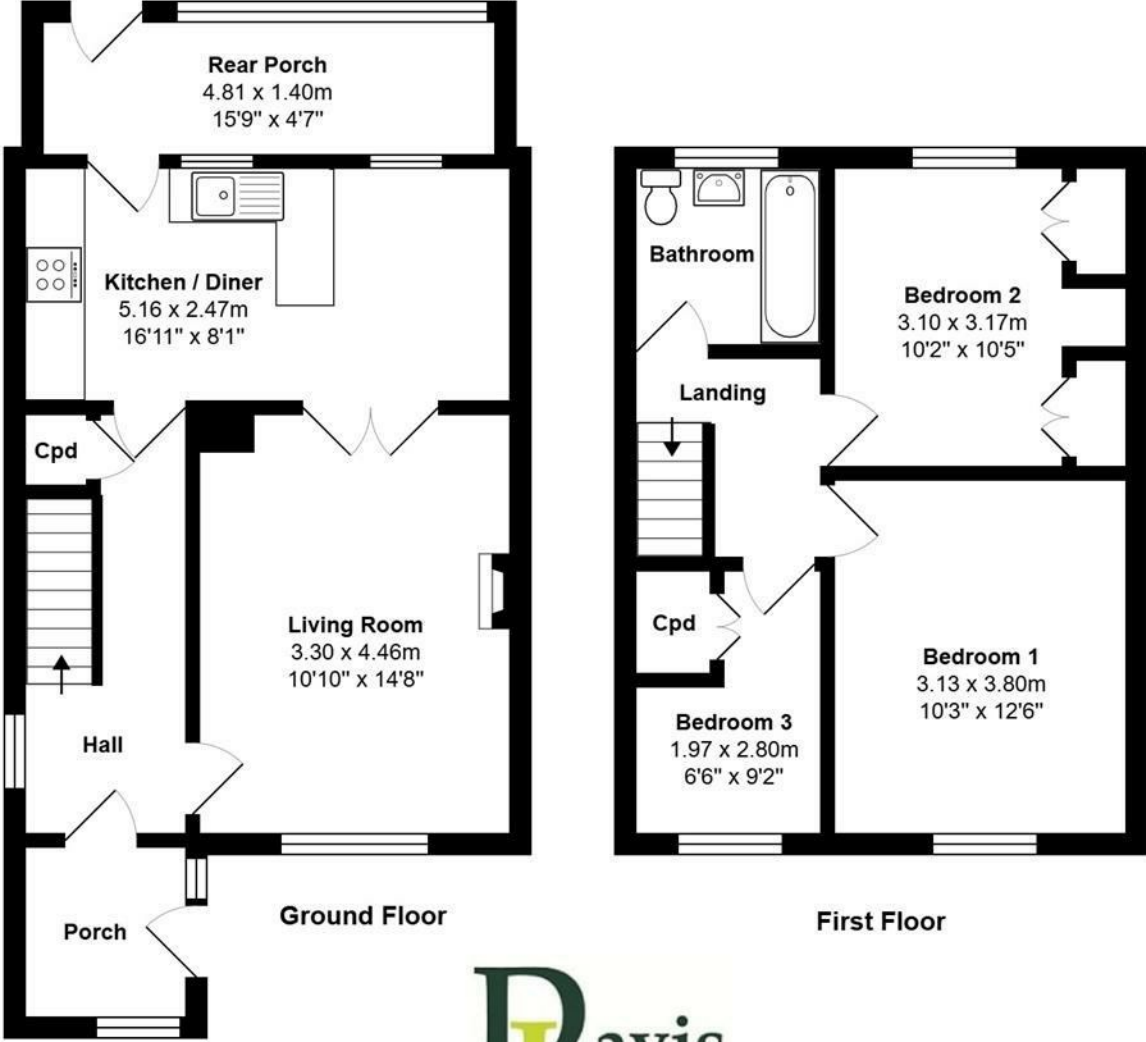 Rear Porch
4.81 x 1.40m
15'9" x 4'7"
Kitchen / Diner
5.16 x 2.47m
16'11" x 8'1"
Cpd
Living Room
3.30 x 4.46m
10'10" x 14'8"
Hall
Porch
Ground Floor
Bathroom
Bedroom 2
3.10 x 3.17m
10'2" x 10'5"
Landing
Cpd
Bedroom 1
3.13 x 3.80m
10'3" x 12'6"
Bedroom 3
1.97 x 2.80m
6'6" x 9'2"
First Floor
Davis